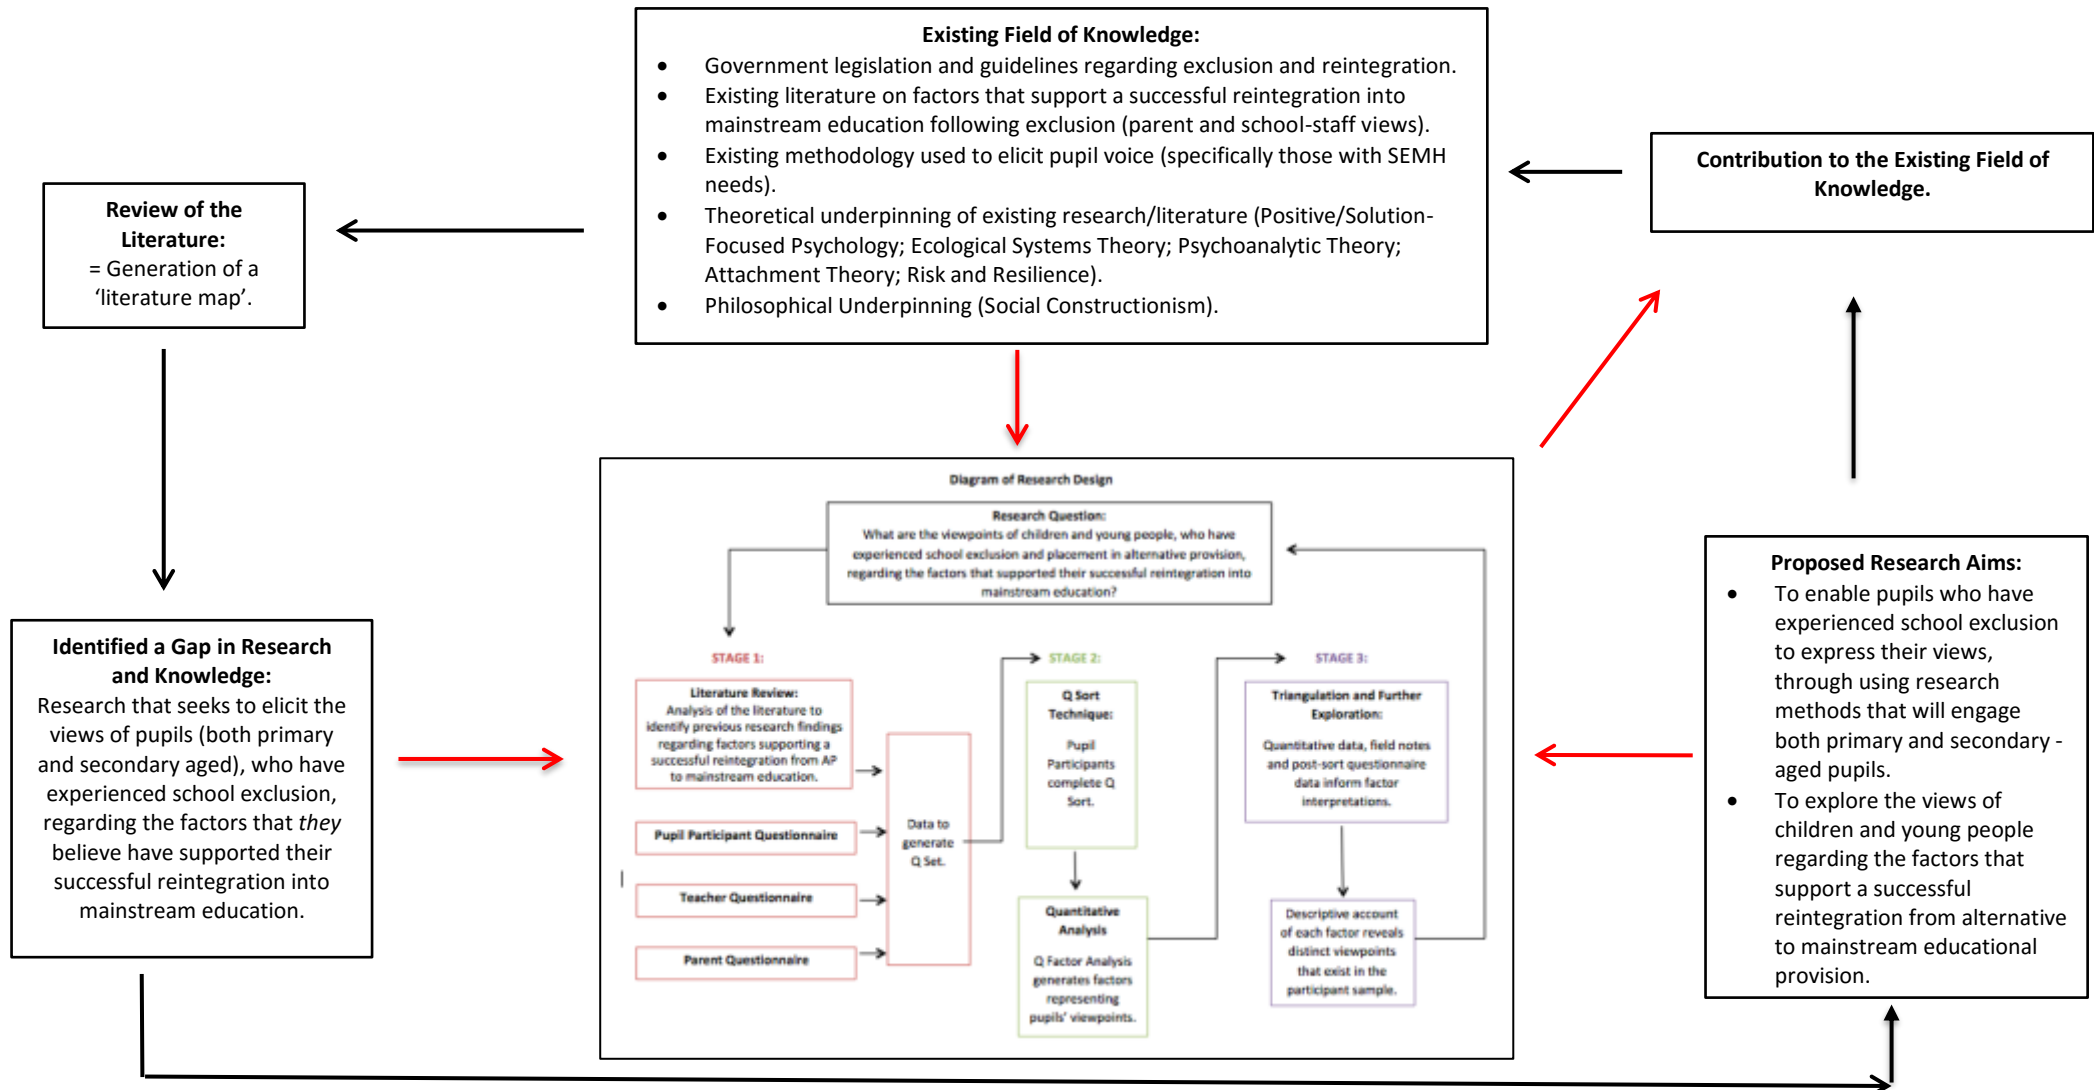 Existing Field of Knowledge:
• Government legislation and guidelines regarding exclusion and reintegration.
• Existing literature on factors that support a successful reintegration into
mainstream education following exclusion (parent and school-staff views).
• Existing methodology used to elicit pupil voice (specifically those with SEMH
needs).
• Theoretical underpinning of existing research/literature (Positive/Solution-
Focused Psychology; Ecological Systems Theory; Psychoanalytic Theory;
Attachment Theory; Risk and Resilience).
• Philosophical Underpinning (Social Constructionism).
Contribution to the Existing Field of
Knowledge.
Review of the
Literature:
= Generation of a
‘literature map’.
Identified a Gap in Research
and Knowledge:
Research that seeks to elicit the
views of pupils (both primary
and secondary aged), who have
experienced school exclusion,
regarding the factors that they
believe have supported their
successful reintegration into
mainstream education.
Diagram of Research Design
Research Question:
What are the viewpoints of children and young people, who have
experienced school exclusion and placement in alternative provision,
regarding the factors that supported their successful reintegration into
mainstream education?
STAGE 1:
Literature Review:
Analysis of the literature to
identify previous research findings
regarding factors supporting a
successful reintegration from AP
to mainstream education.
Pupil Participant Questionnaire
Teacher Questionnaire
Parent Questionnaire
Data to
generate
Q Set.
STAGE 2:
Q Sort
Technique:
Pupil
Participants
complete Q
Sort.
Quantitative
Analysis
Q Factor Analysis
generates factors
representing
pupils’ viewpoints.
STAGE 3:
Triangulation and Further
Exploration:
Quantitative data, field notes
and post-sort questionnaire
data inform factor
interpretations.
Descriptive account
of each factor reveals
distinct viewpoints
that exist in the
participant sample.
Proposed Research Aims:
• To enable pupils who have
experienced school exclusion
to express their views,
through using research
methods that will engage
both primary and secondary -
aged pupils.
• To explore the views of
children and young people
regarding the factors that
support a successful
reintegration from alternative
to mainstream educational
provision.